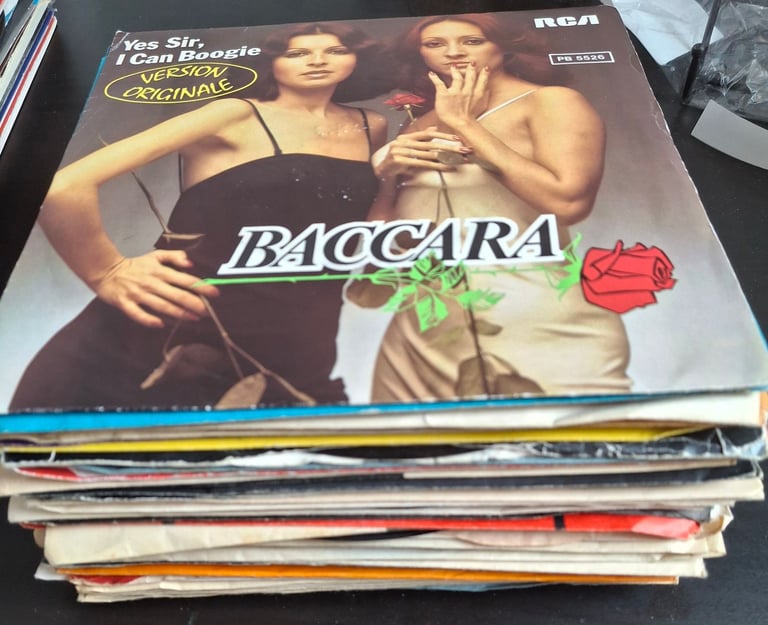 Yes Sir,
I Can Boogie
VERSION
ORIGINALE
RCA
PB 5526
BACCARA